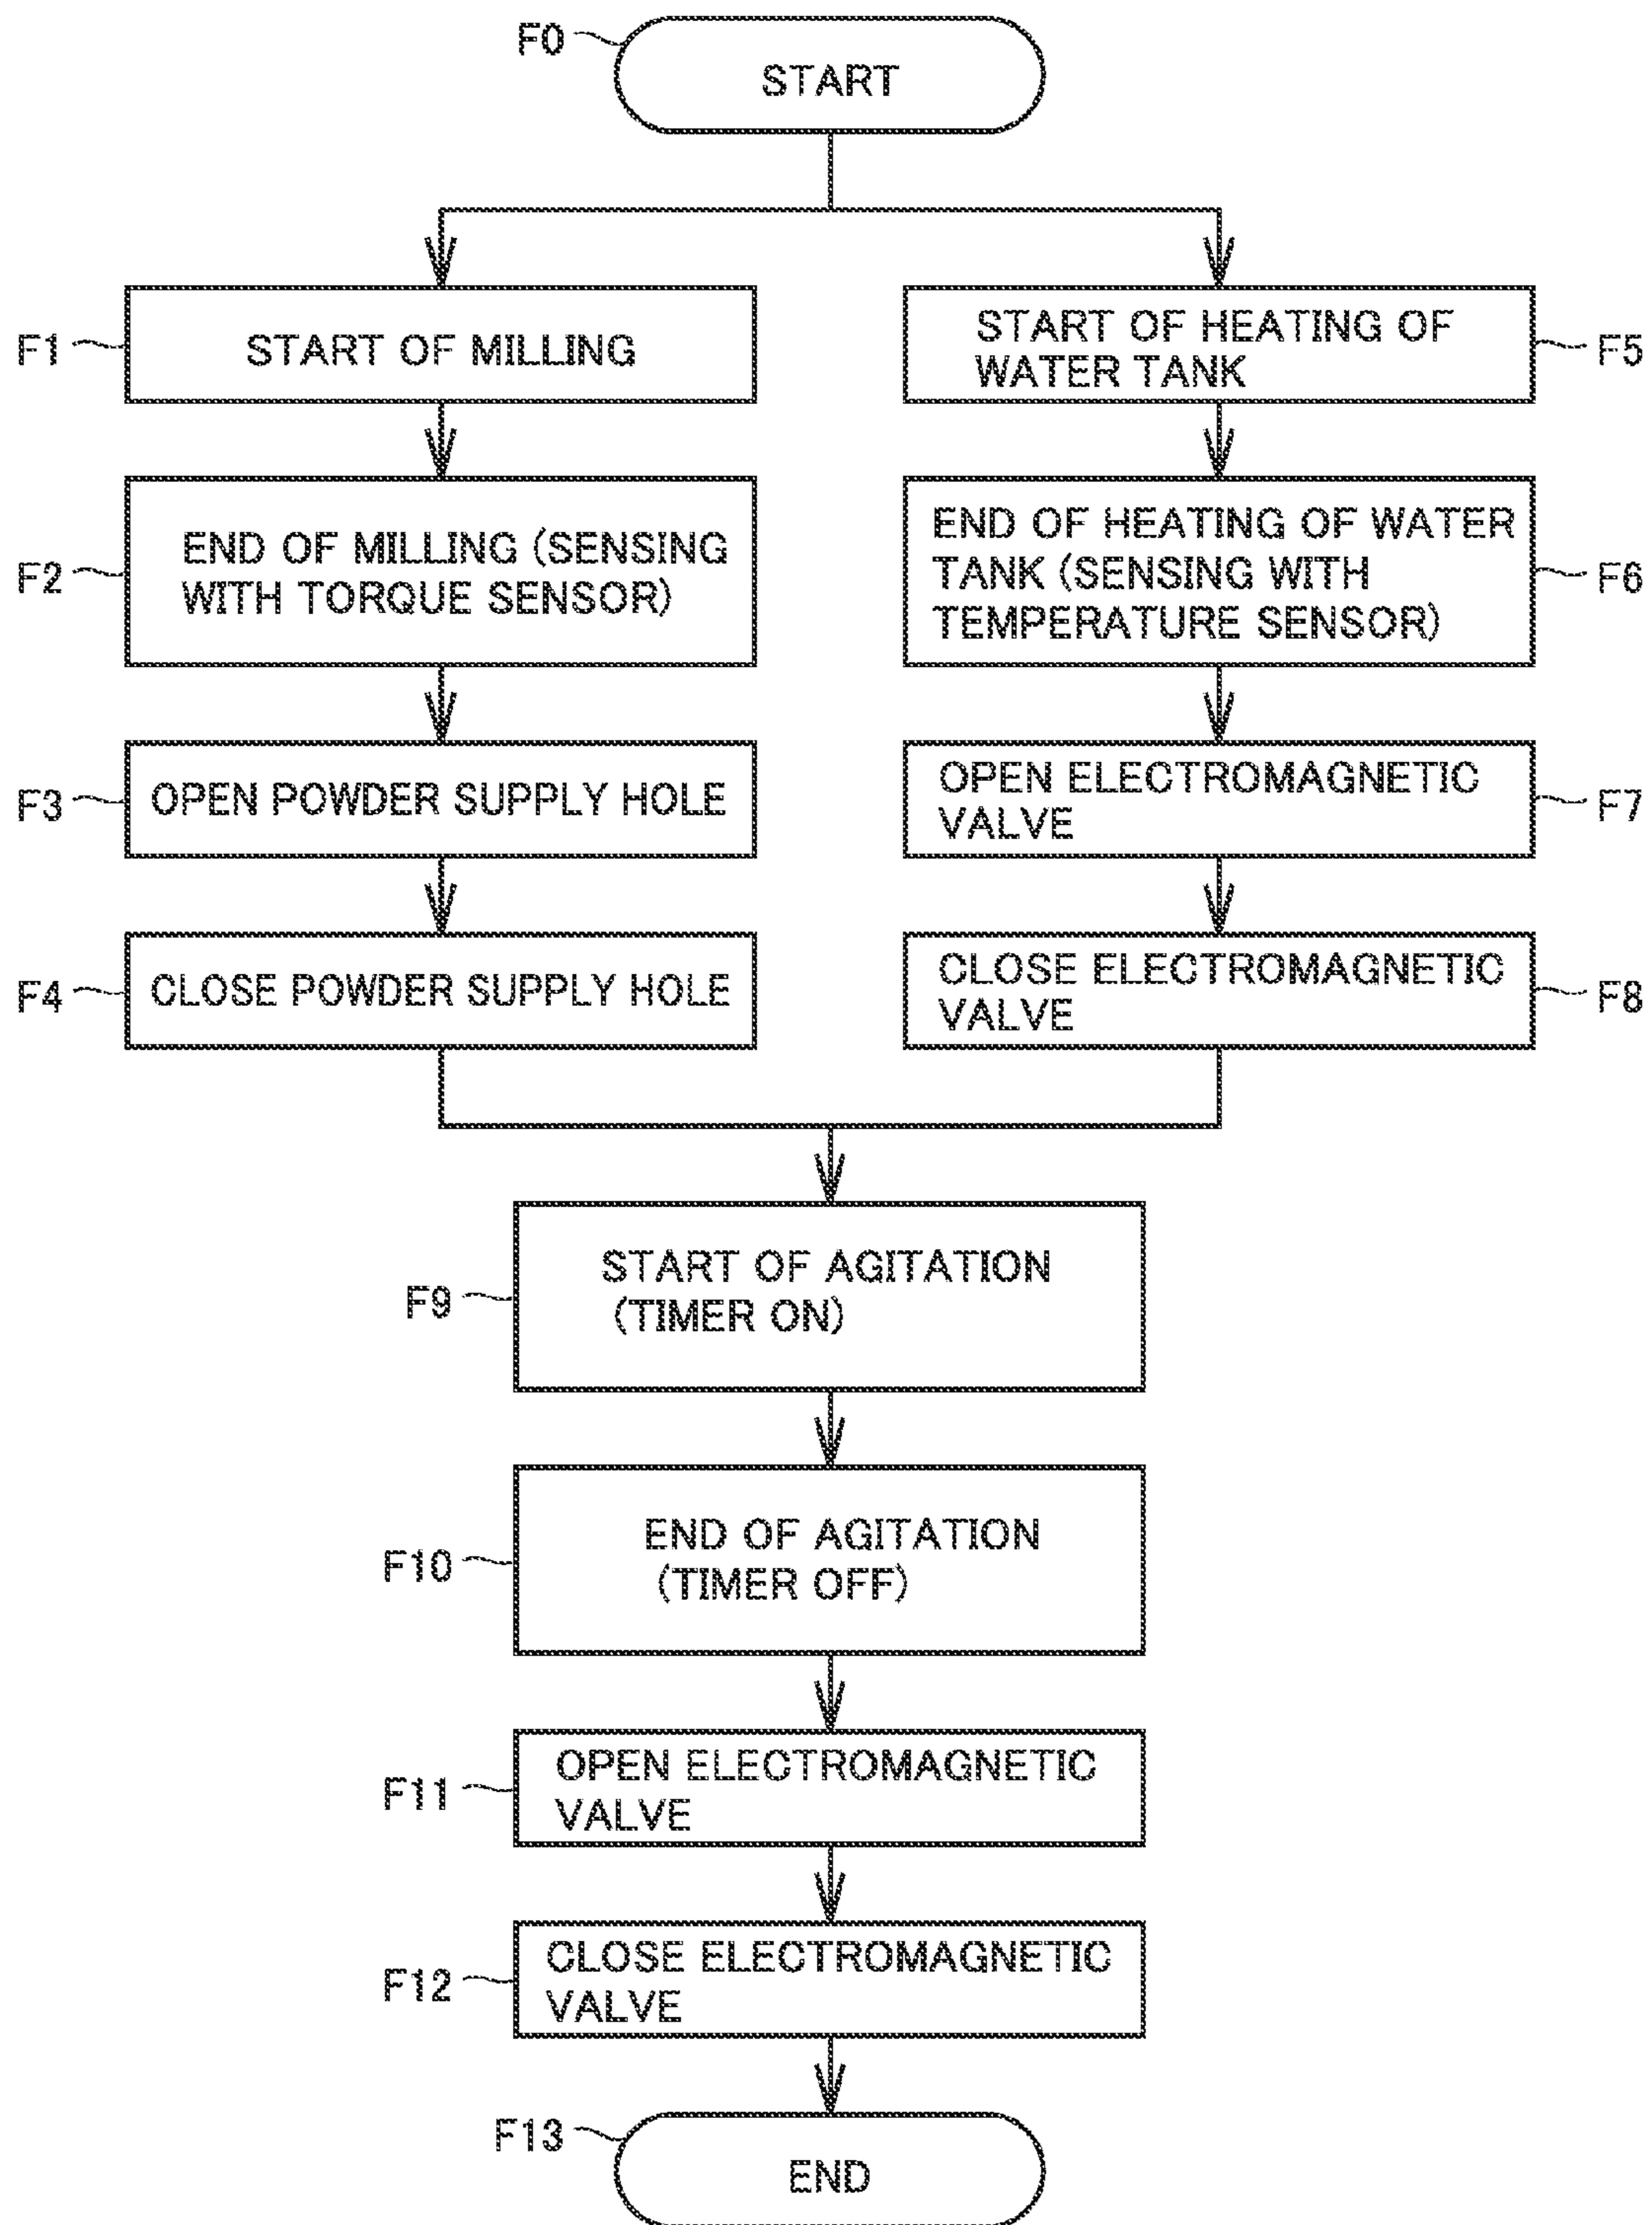 F0
START
F1
START OF MILLING
F2
END OF MILLING (SENSING
WITH TORQUE SENSOR)
F3
OPEN POWDER SUPPLY HOLE
F4
CLOSE POWDER SUPPLY HOLE
START OF HEATING OF
WATER TANK
F5
END OF HEATING OF WATER
TANK (SENSING WITH
TEMPERATURE SENSOR)
F6
OPEN ELECTROMAGNETIC
VALVE
F7
CLOSE ELECTROMAGNETIC
VALVE
F8
F9
START OF AGITATION
(TIMER ON)
F10
END OF AGITATION
(TIMER OFF)
F11
OPEN ELECTROMAGNETIC
VALVE
F12
CLOSE ELECTROMAGNETIC
VALVE
F13
END